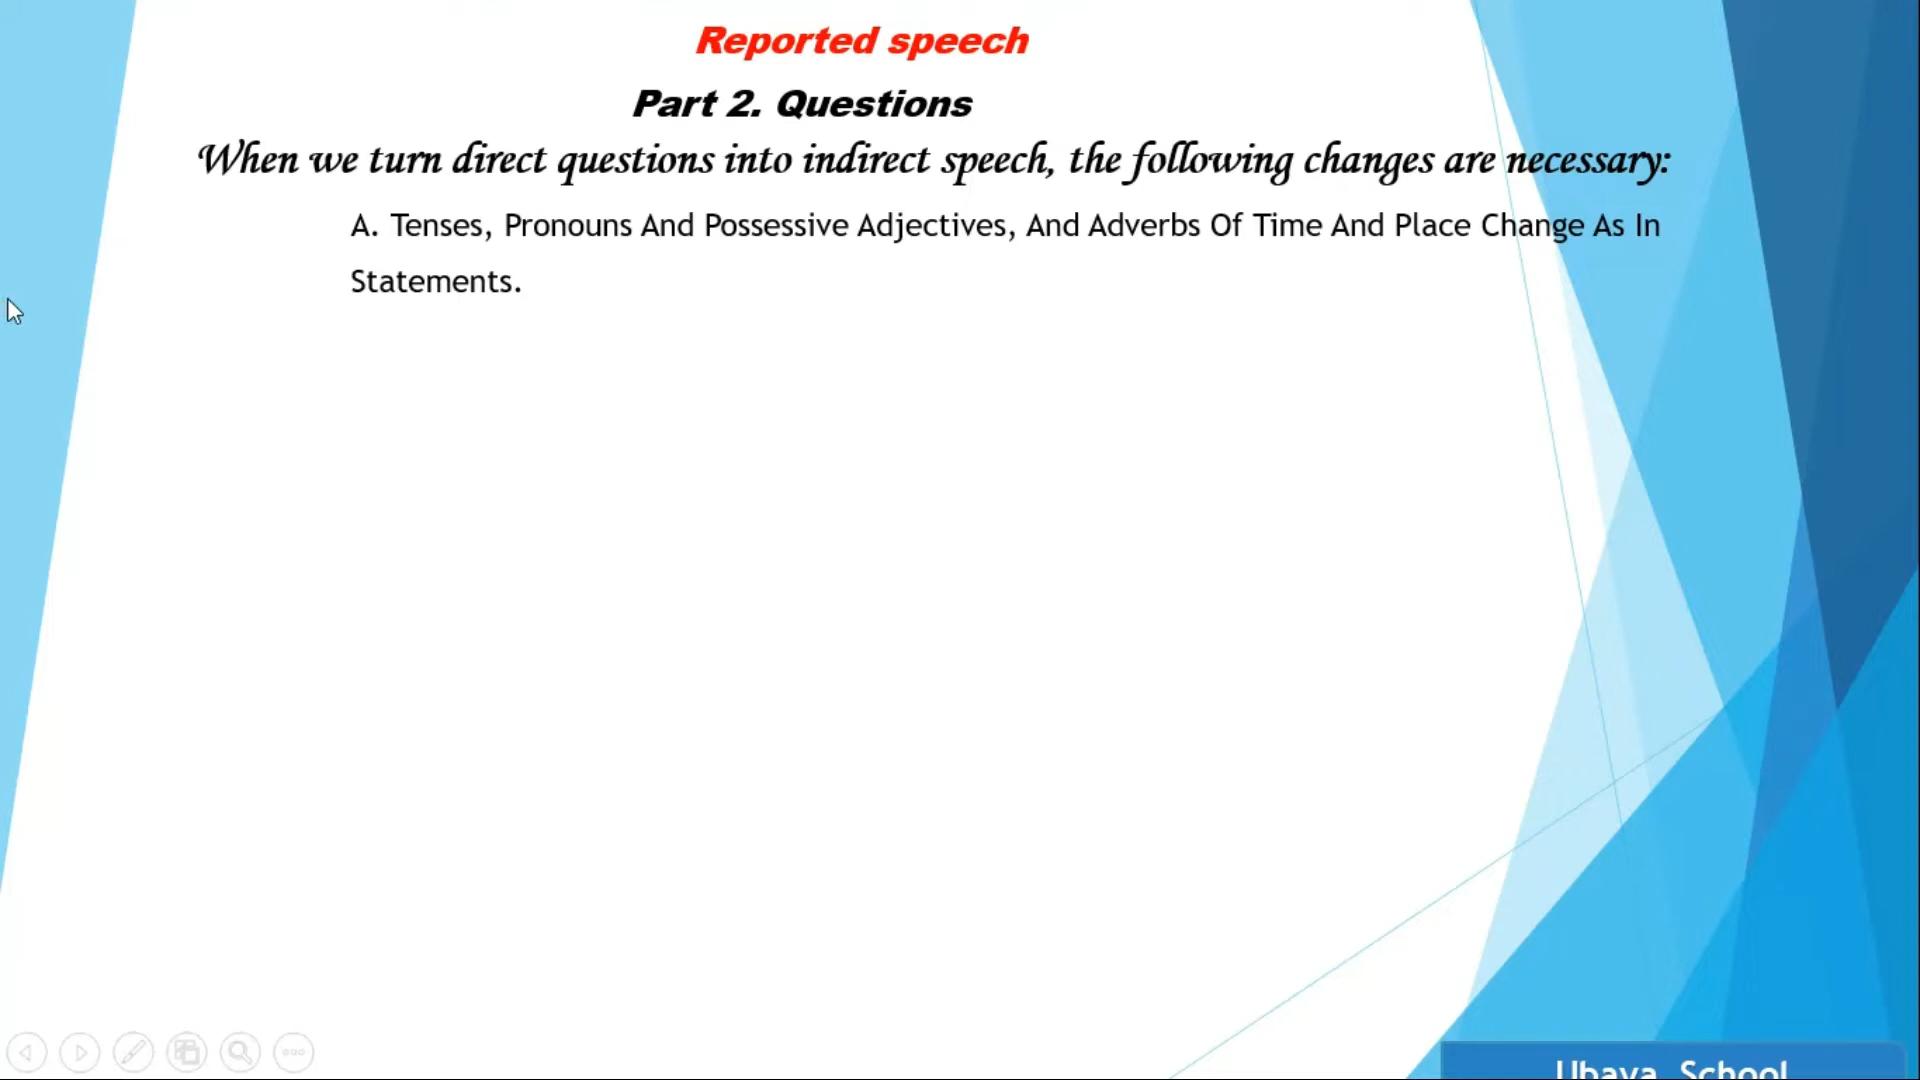 Reported speech
Part 2. Questions
When we turn direct questions into indirect speech, the following changes are necessary:
A. Tenses, Pronouns And Possessive Adjectives, And Adverbs Of Time And Place Change As In
Statements.
Ubaya School